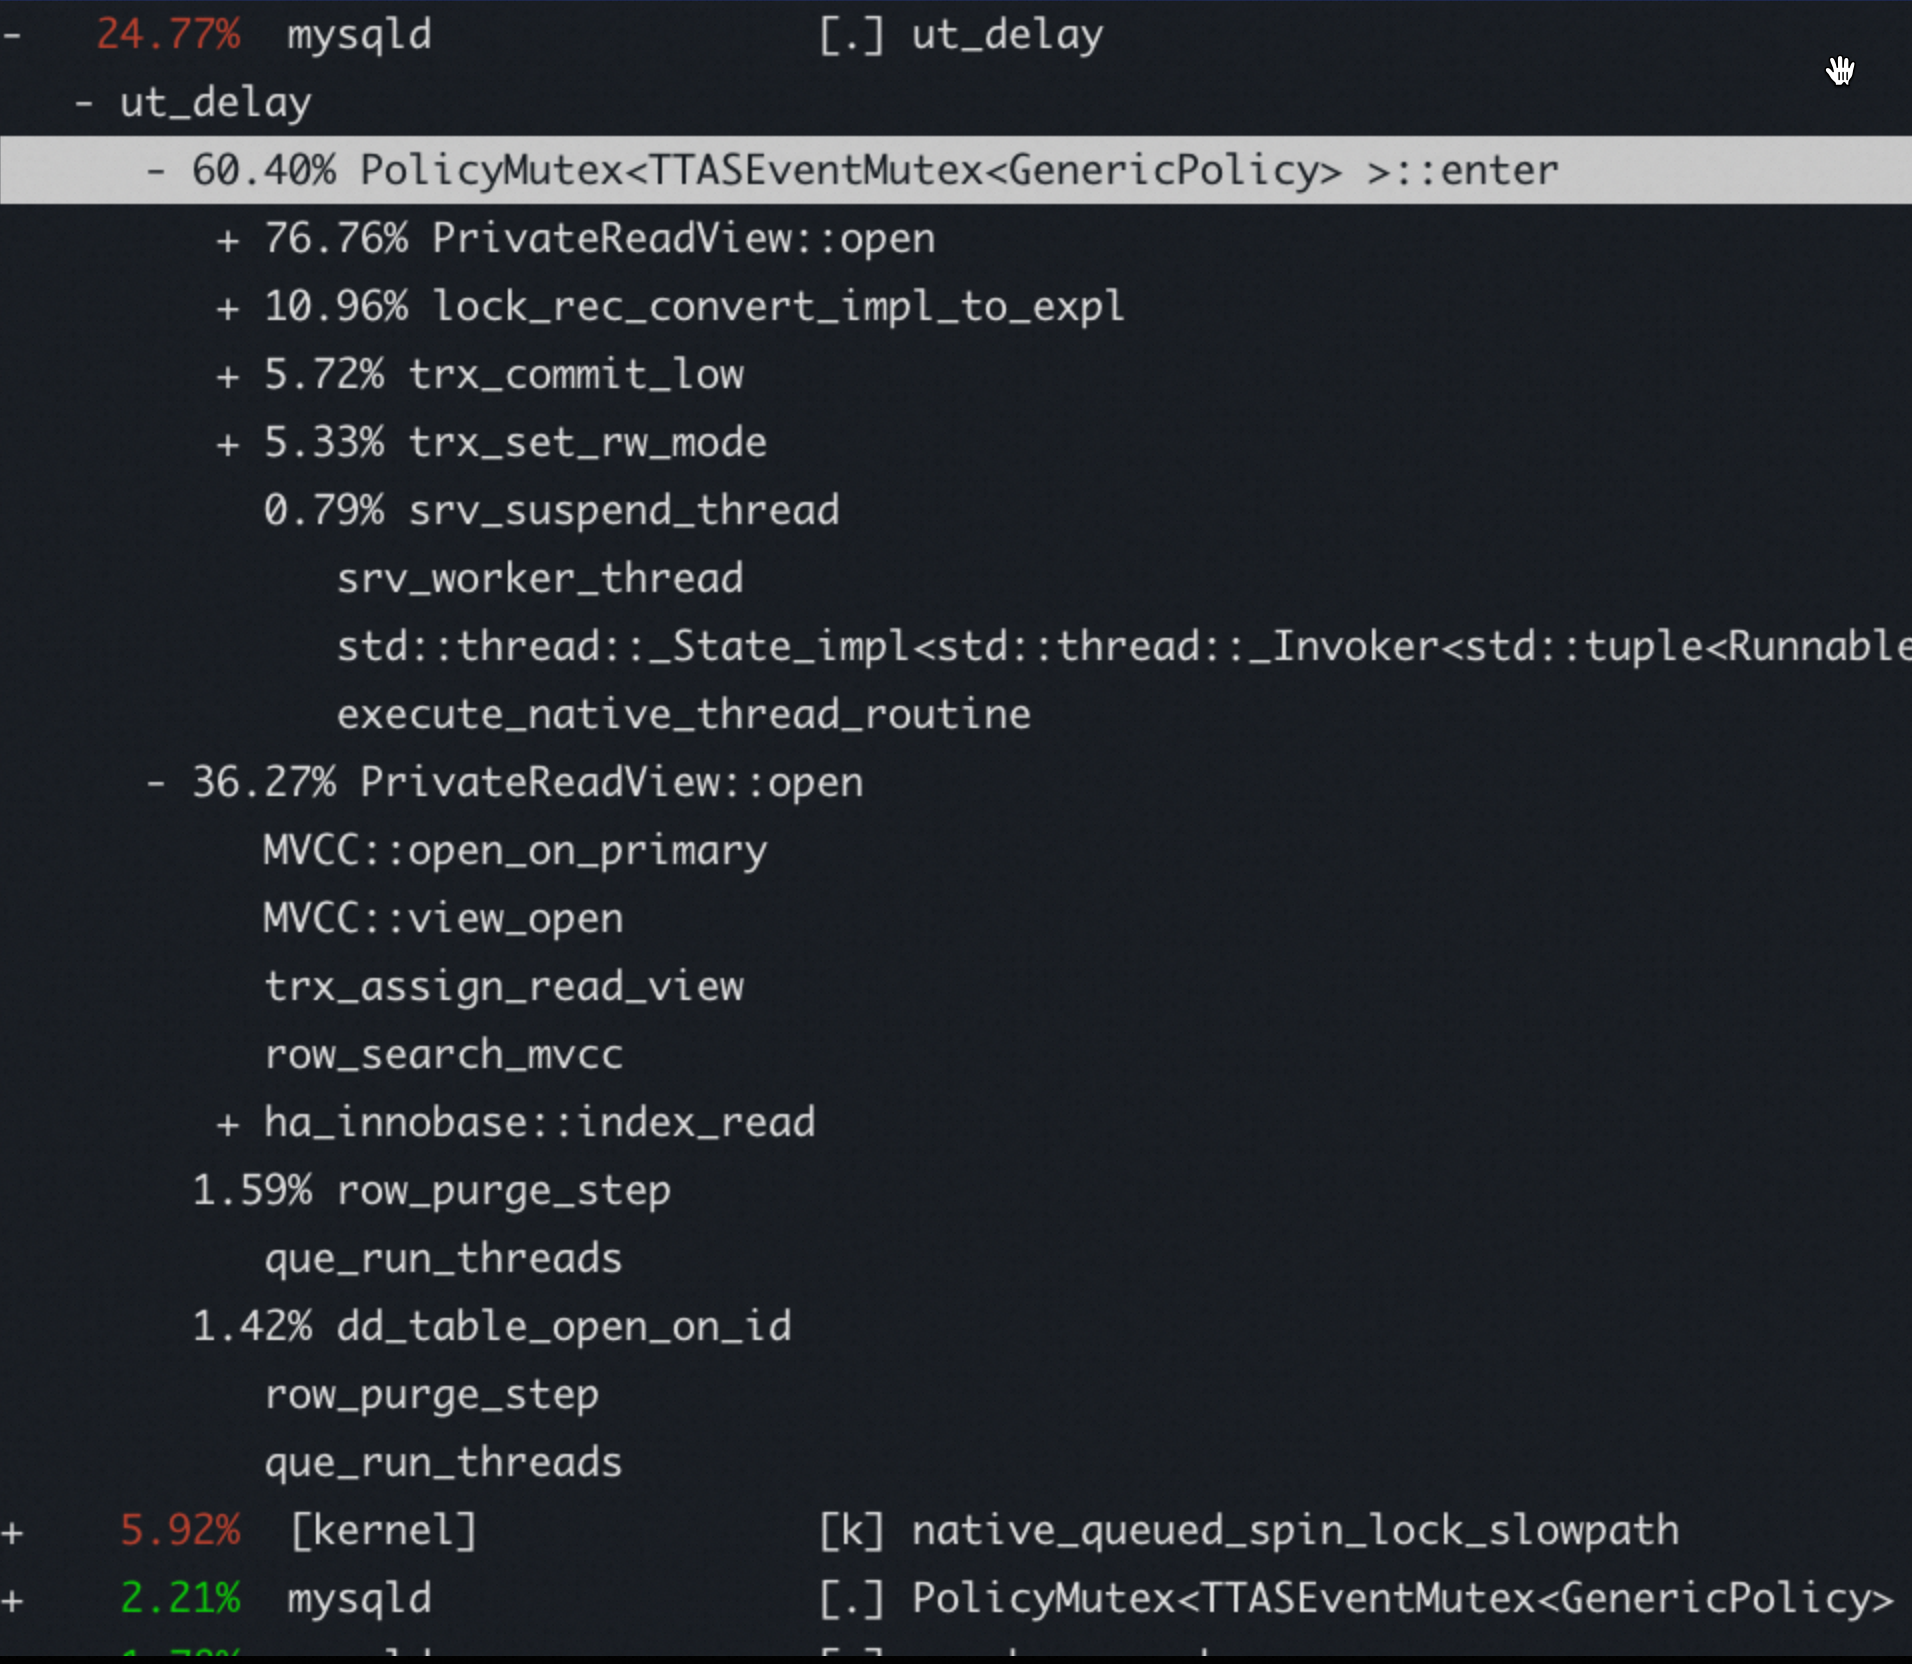 - 24.77% mysqld [.] ut_delay
- ut_delay
- 60.40% PolicyMutex<TTASEventMutex<GenericPolicy> >::enter
+ 76.76% PrivateReadView::open
+ 10.96% lock_rec_convert_impl_to_expl
+ 5.72% trx_commit_low
+ 5.33% trx_set_rw_mode
0.79% srv_suspend_thread
srv_worker_thread
std::thread::_State_impl<std::thread::_Invoker<std::tuple<Runnable
execute_native_thread_routine
- 36.27% PrivateReadView::open
MVCC::open_on_primary
MVCC::view_open
trx_assign_read_view
row_search_mvcc
+ ha_innobase::index_read
1.59% row_purge_step
que_run_threads
1.42% dd_table_open_on_id
row_purge_step
que_run_threads
+ 5.92% [kernel] [k] native_queued_spin_lock_slowpath
+ 2.21% mysqld [.] PolicyMutex<TTASEventMutex<GenericPolicy>